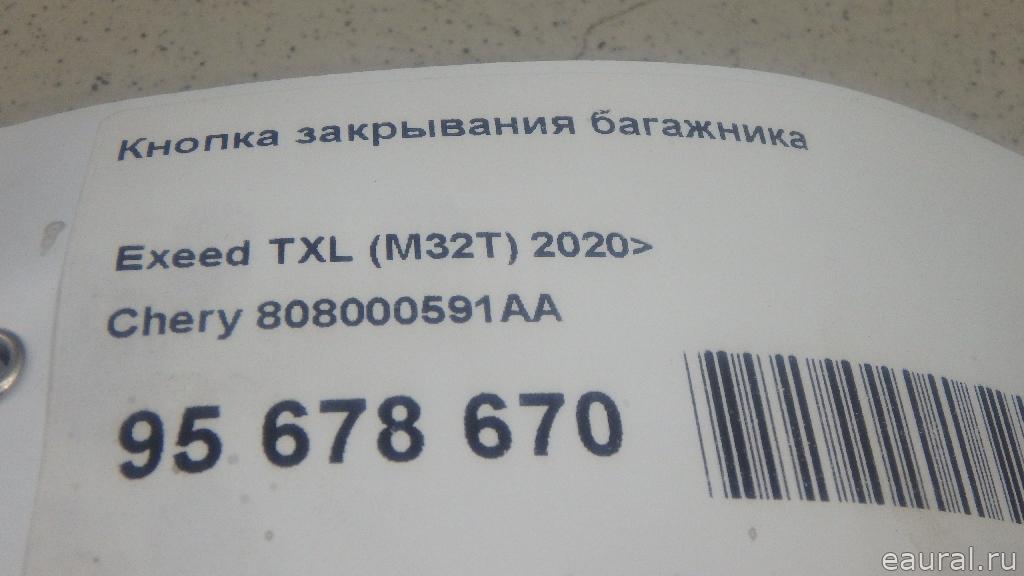 Кнопка закрывания багажника
Exeed TXL (M32T) 2020>
Chery 808000591AA
95 678 670
eaural.ru